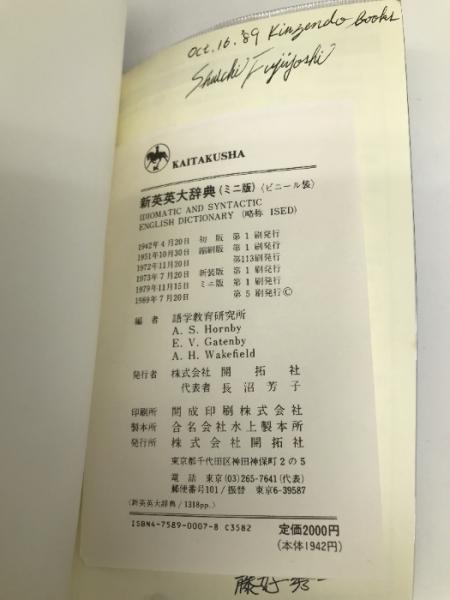 Oct. 16. '89 Kinzendo Books
Shuichi Fujiyoshi
KAITAKUSHA
新英英大辞典(ミニ版)〈ビニール装〉
IDIOMATIC AND SYNTACTIC
ENGLISH DICTIONARY (略称 ISED)
1942年4月20日 初版 第1刷発行
1951年10月30日 縮刷版 第1刷発行
1972年11月20日 第113刷発行
1973年7月20日 新装版 第1刷発行
1979年11月15日 ミニ版 第1刷発行
1989年7月20日 第5刷発行©
編者 語学教育研究所
A. S. Hornby
E. V. Gatenby
A. H. Wakefield
発行者 株式会社 開拓社
代表者 長沼芳子
印刷所 開成印刷株式会社
製本所 合名会社水上製本所
発行所 株式会社開拓社
東京都千代田区神田神保町2の5
電話 東京(03)265-7641(代表)
郵便番号101/振替 東京6-39587
〈新英英大辞典/1318pp.〉
ISBN4-7589-0007-8 C3582
定価2000円
(本体1942円)